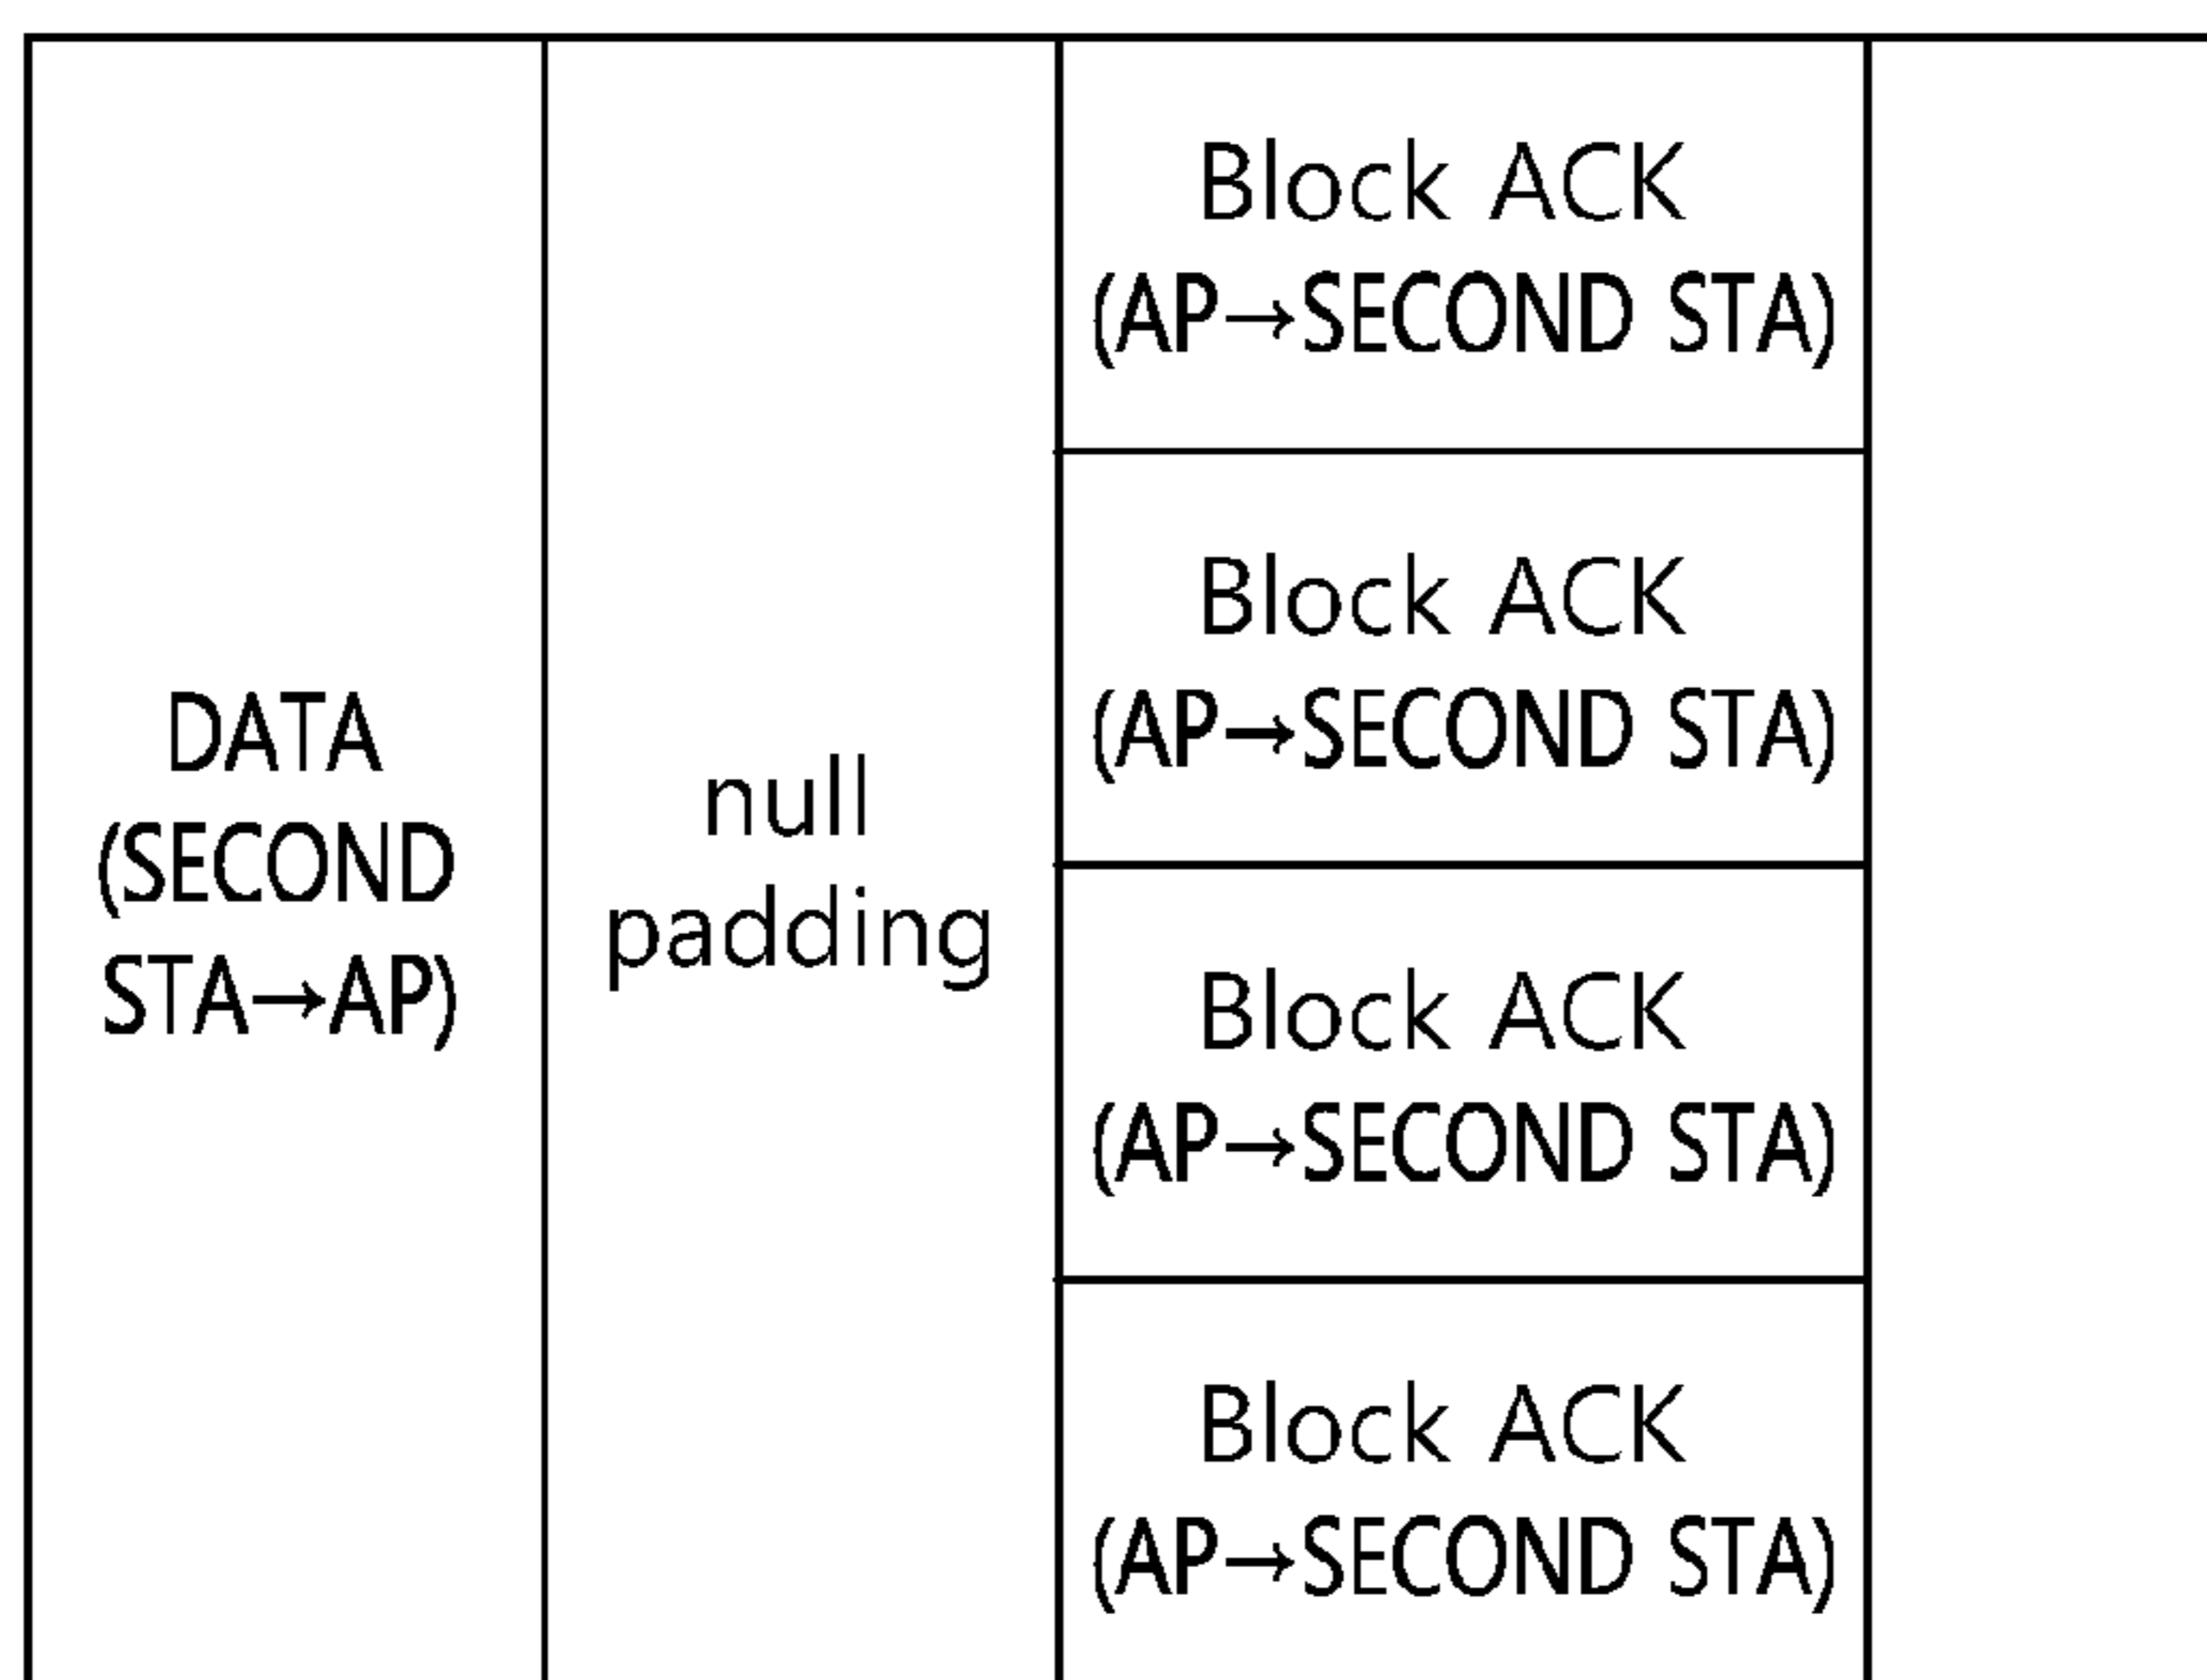 DATA
(SECOND
STA→AP)
null
padding
Block ACK
(AP→SECOND STA)
Block ACK
(AP→SECOND STA)
Block ACK
(AP→SECOND STA)
Block ACK
(AP→SECOND STA)